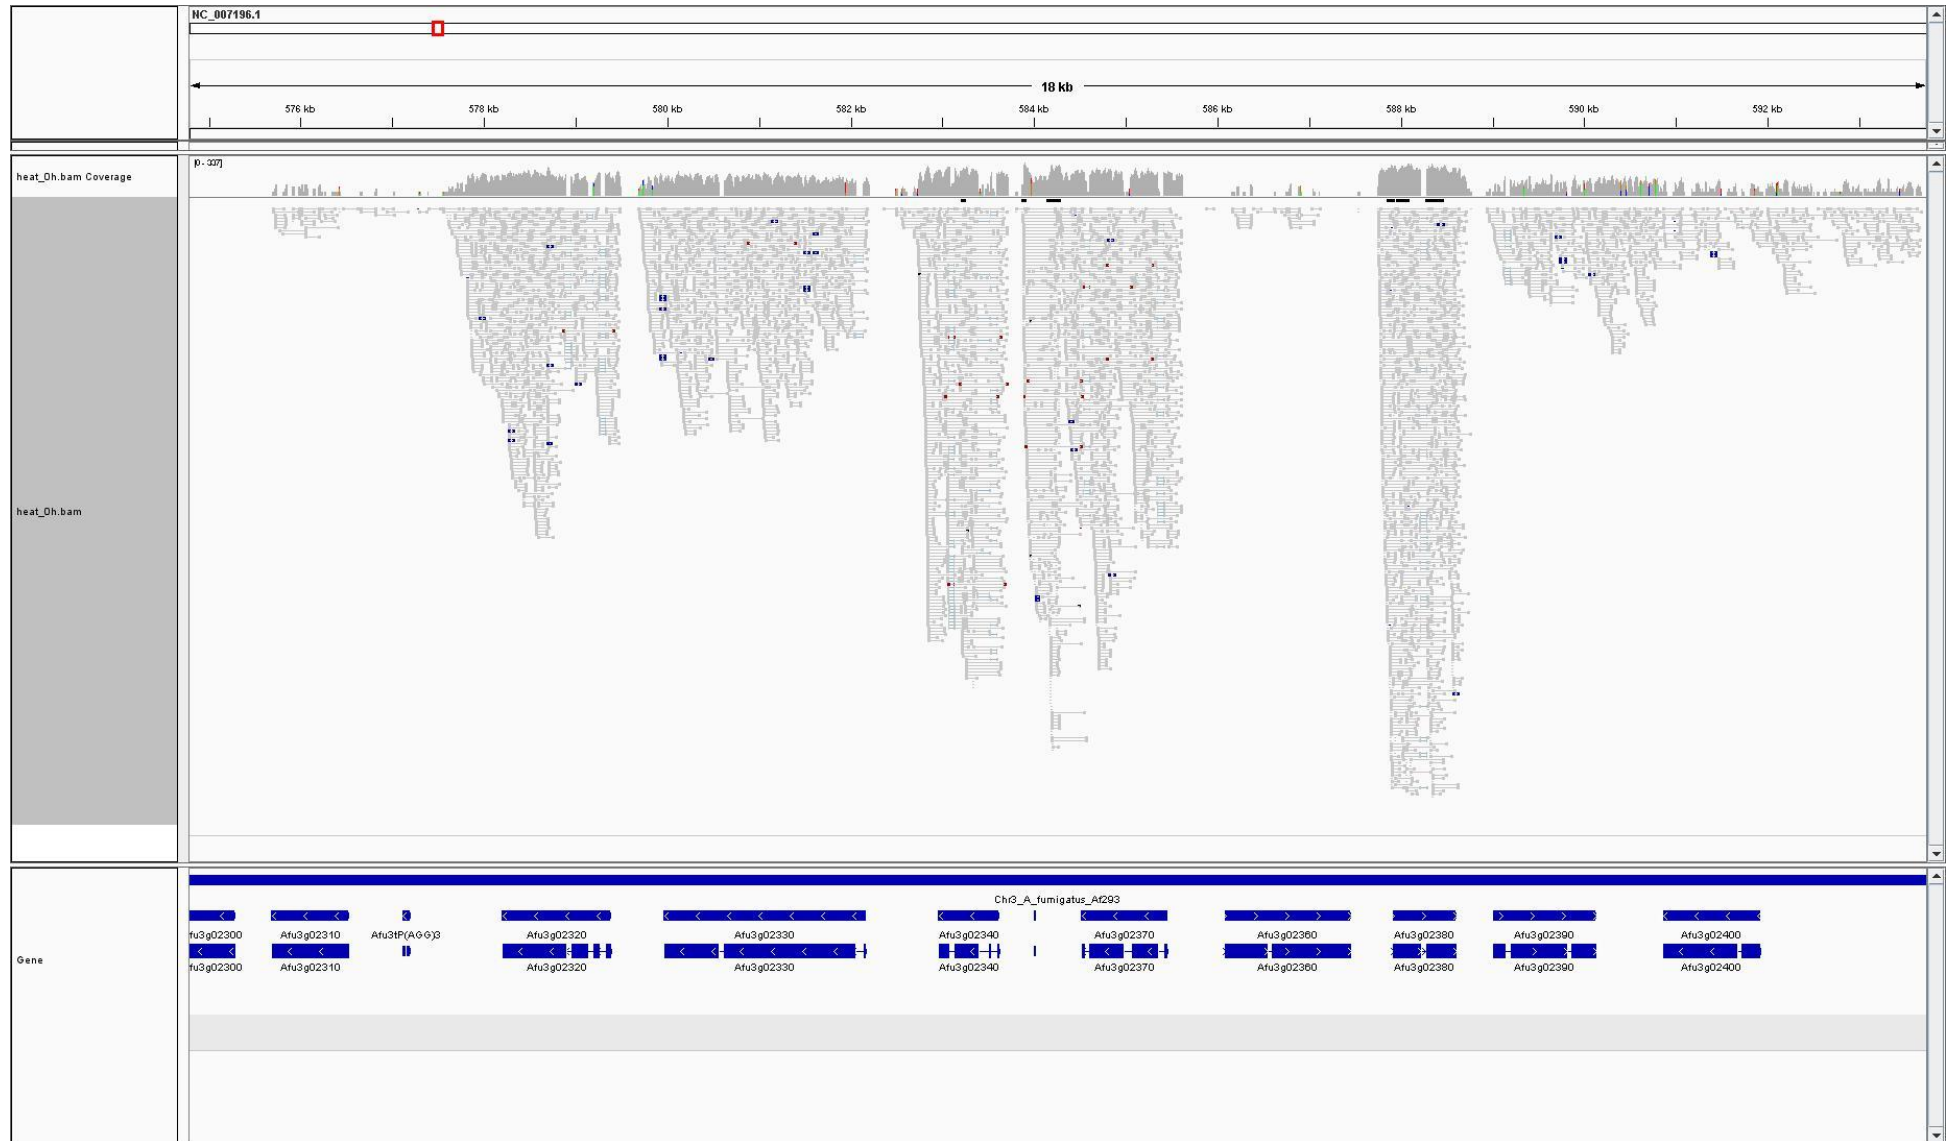 NC_007196.1
18 kb
576 kb 578 kb 580 kb 582 kb 584 kb 586 kb 588 kb 590 kb 592 kb
heat_0h.bam Coverage
[0 - 337]
heat_0h.bam
Chr3_A_fumigatus_Af293
fu3g02300 Afu3g02310 Afu3tP(AGG)3 Afu3g02320 Afu3g02330 Afu3g02340 Afu3g02370 Afu3g02360 Afu3g02380 Afu3g02390 Afu3g02400
Gene
fu3g02300 Afu3g02310 Afu3g02320 Afu3g02330 Afu3g02340 Afu3g02370 Afu3g02360 Afu3g02380 Afu3g02390 Afu3g02400